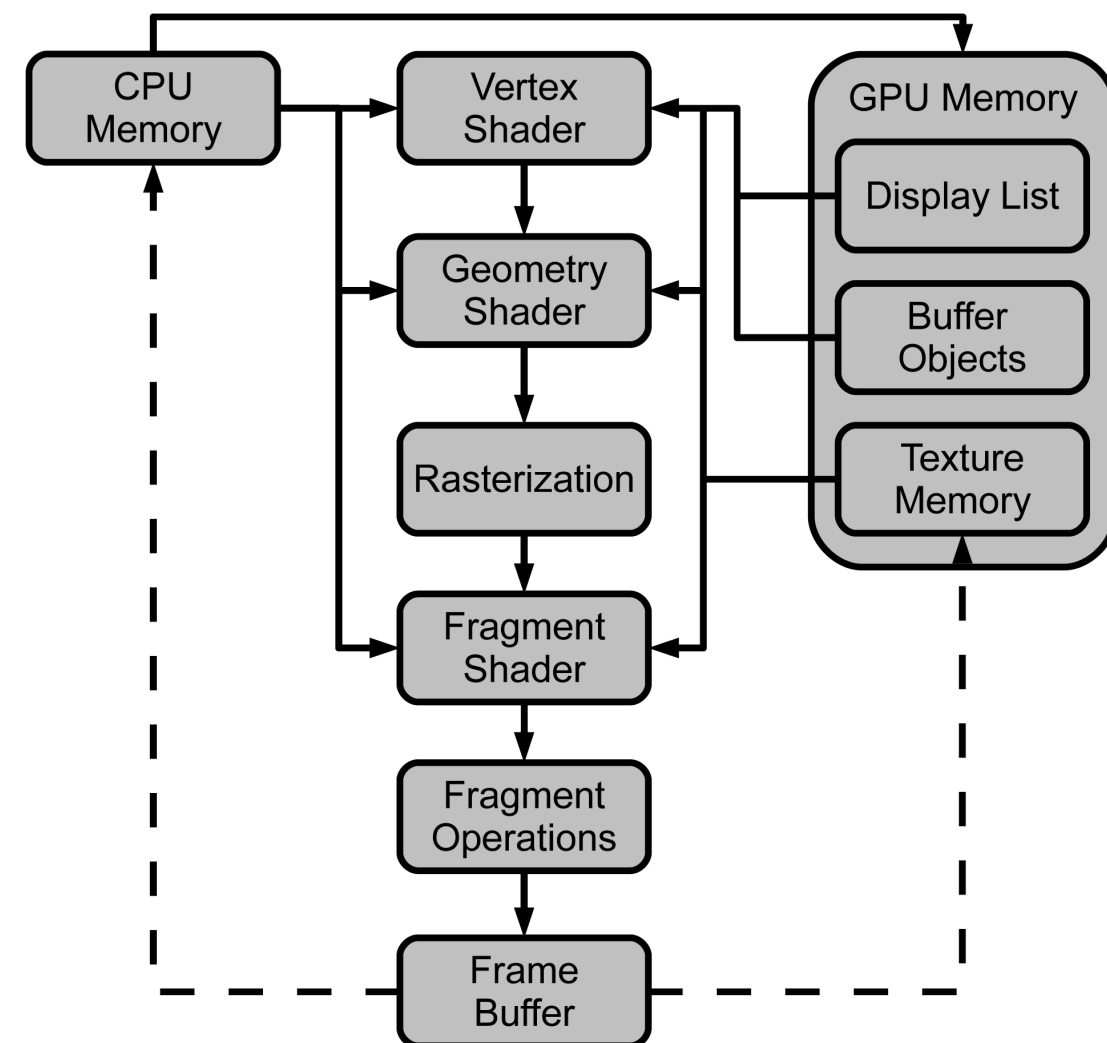 CPU
Memory
Vertex
Shader
GPU Memory
Display List
Geometry
Shader
Buffer
Objects
Rasterization
Texture
Memory
Fragment
Shader
Fragment
Operations
Frame
Buffer